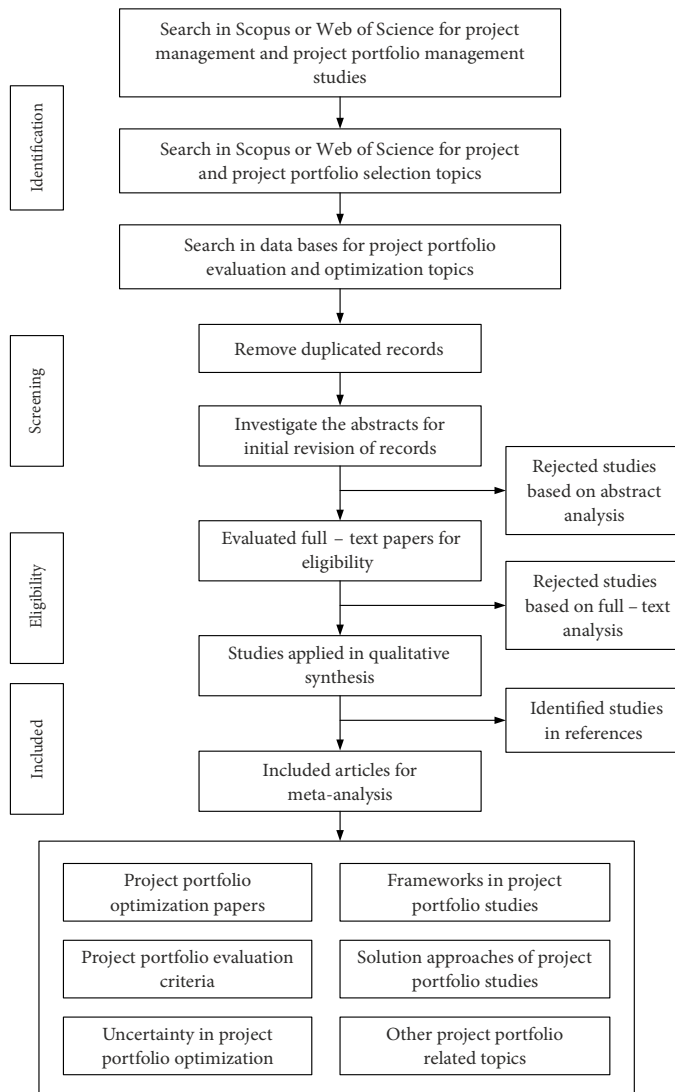 Search in Scopus or Web of Science for project
management and project portfolio management
studies
Identification
Search in Scopus or Web of Science for project
and project portfolio selection topics
Search in data bases for project portfolio
evaluation and optimization topics
Screening
Remove duplicated records
Investigate the abstracts for
initial revision of records
Rejected studies
based on abstract
analysis
Eligibility
Evaluated full – text papers for
eligibility
Rejected studies
based on full – text
analysis
Studies applied in qualitative
synthesis
Included
Identified studies
in references
Included articles for
meta-analysis
Project portfolio
optimization papers
Frameworks in project
portfolio studies
Project portfolio evaluation
criteria
Solution approaches of project
portfolio studies
Uncertainty in project
portfolio optimization
Other project portfolio
related topics